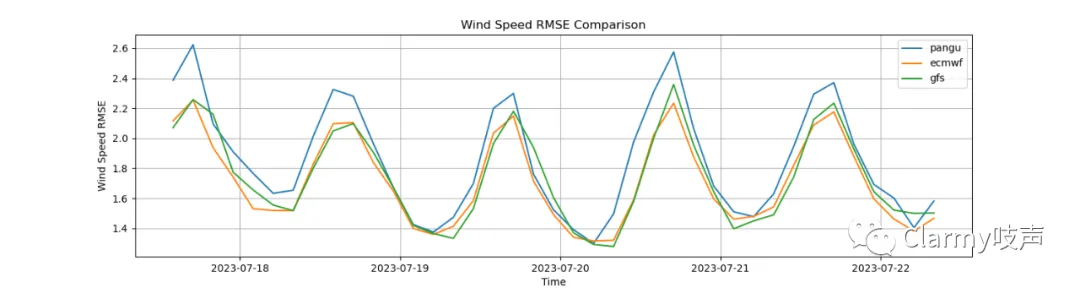 Wind Speed RMSE Comparison
Wind Speed RMSE
2.6
2.4
2.2
2.0
1.8
1.6
1.4
pangu
ecmwf
gfs
2023-07-18
2023-07-19
2023-07-20
2023-07-21
2023-07-22
Time
Clarmy吱声